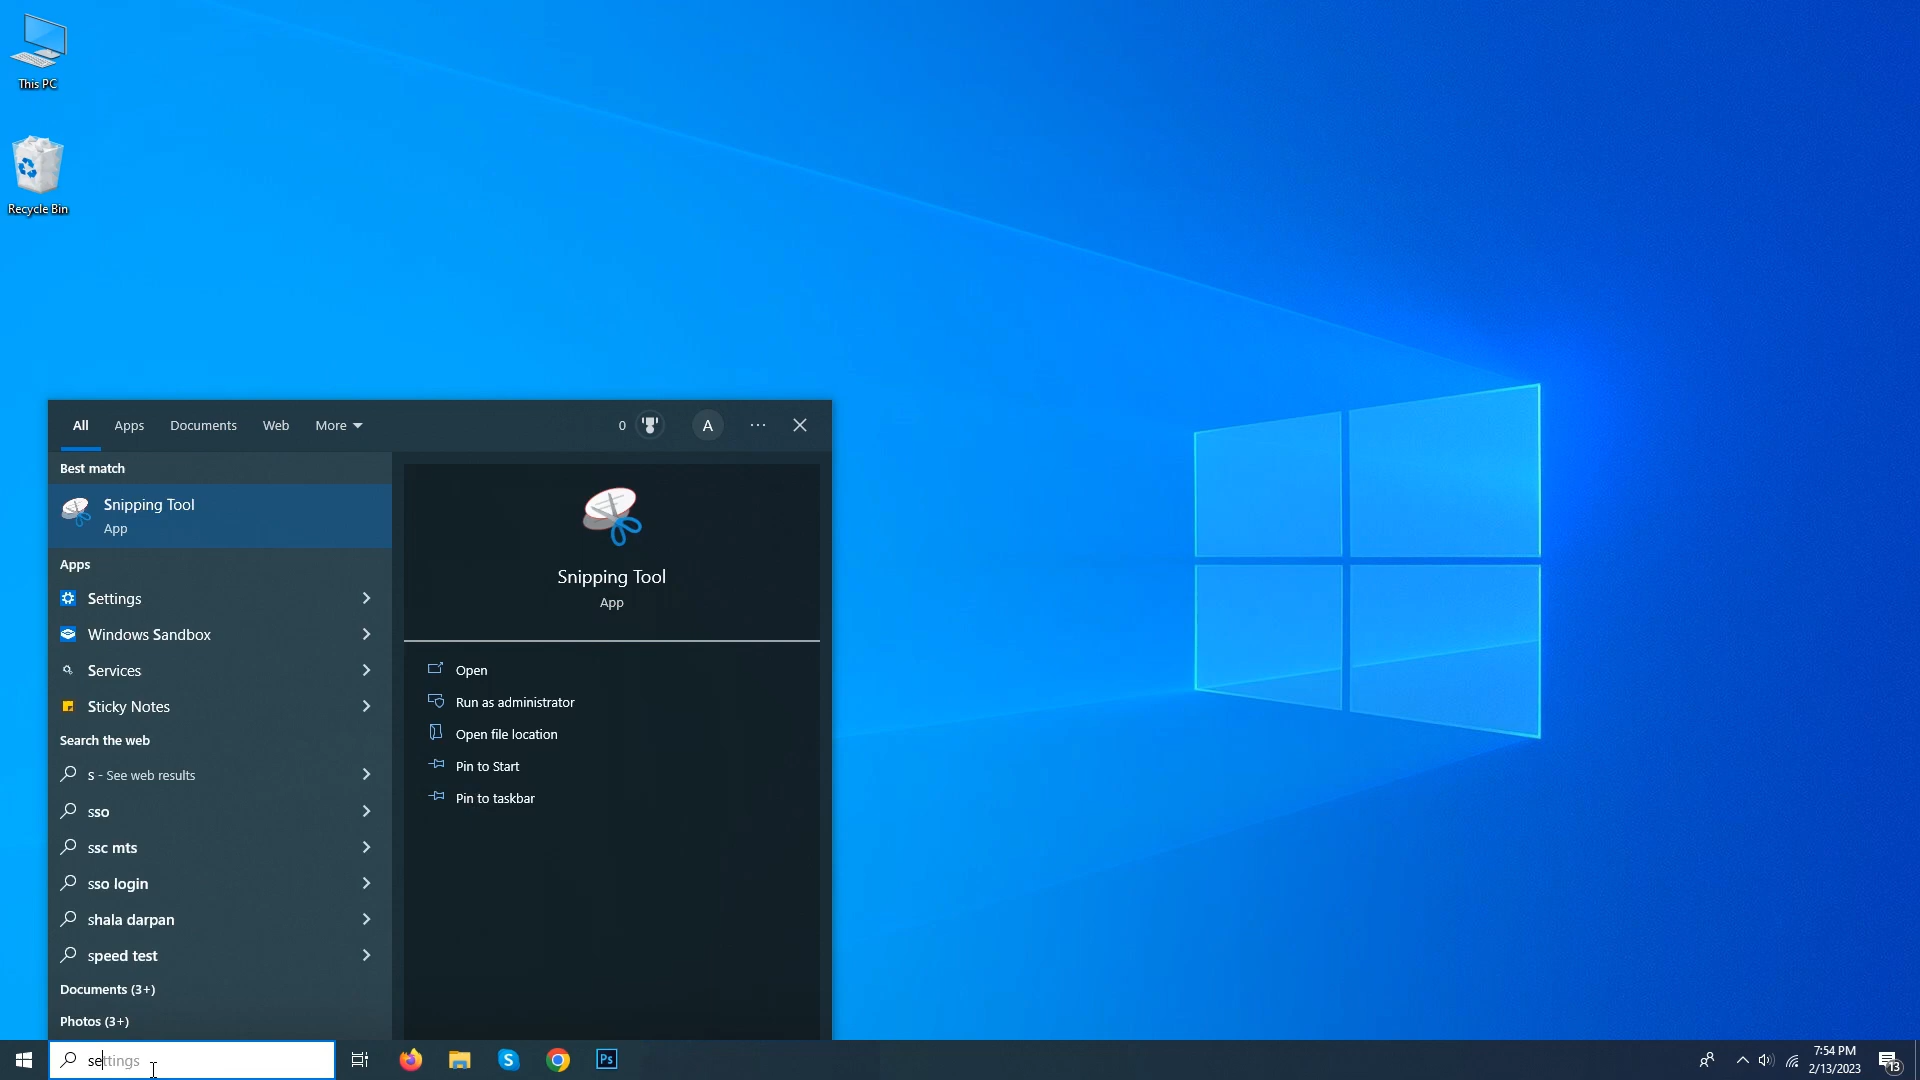 This PC
Recycle Bin
All
Apps
Documents
Web
More
0
A
Best match
Snipping Tool
App
Apps
Settings
Windows Sandbox
Services
Sticky Notes
Search the web
s - See web results
sso
ssc mts
sso login
shala darpan
speed test
Documents (3+)
Photos (3+)
Snipping Tool
App
Open
Run as administrator
Open file location
Pin to Start
Pin to taskbar
settings
S
Ps
7:54 PM
2/13/2023
13